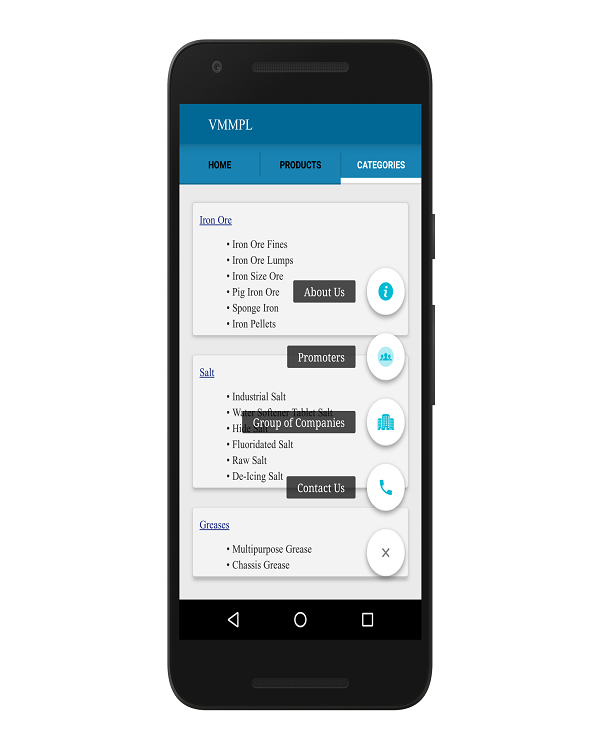 VMMPL
HOME PRODUCTS CATEGORIES
Iron Ore
• Iron Ore Fines
• Iron Ore Lumps
• Iron Size Ore
• Pig Iron Ore
About Us
• Sponge Iron
• Iron Pellets
Promoters
Salt
• Industrial Salt
• Water Softener Tablet Salt
Group of Companies
• Hide Salt
• Fluoridated Salt
• Raw Salt
• De-Icing Salt
Contact Us
Greases
• Multipurpose Grease
• Chassis Grease